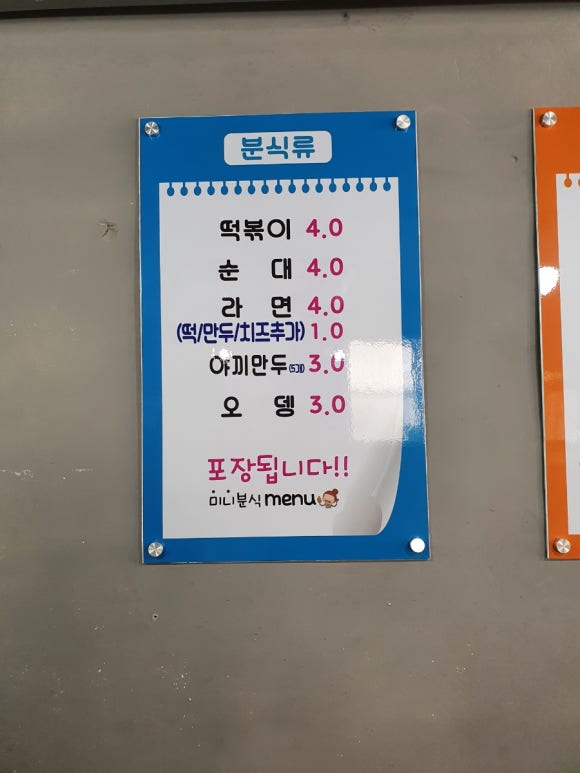 분식류
떡볶이 4.0
순 대 4.0
라 면 4.0
(떡/만두/치즈추가) 1.0
야끼만두(5개) 3.0
오 뎅 3.0
포장됩니다!!
미니분식 menu